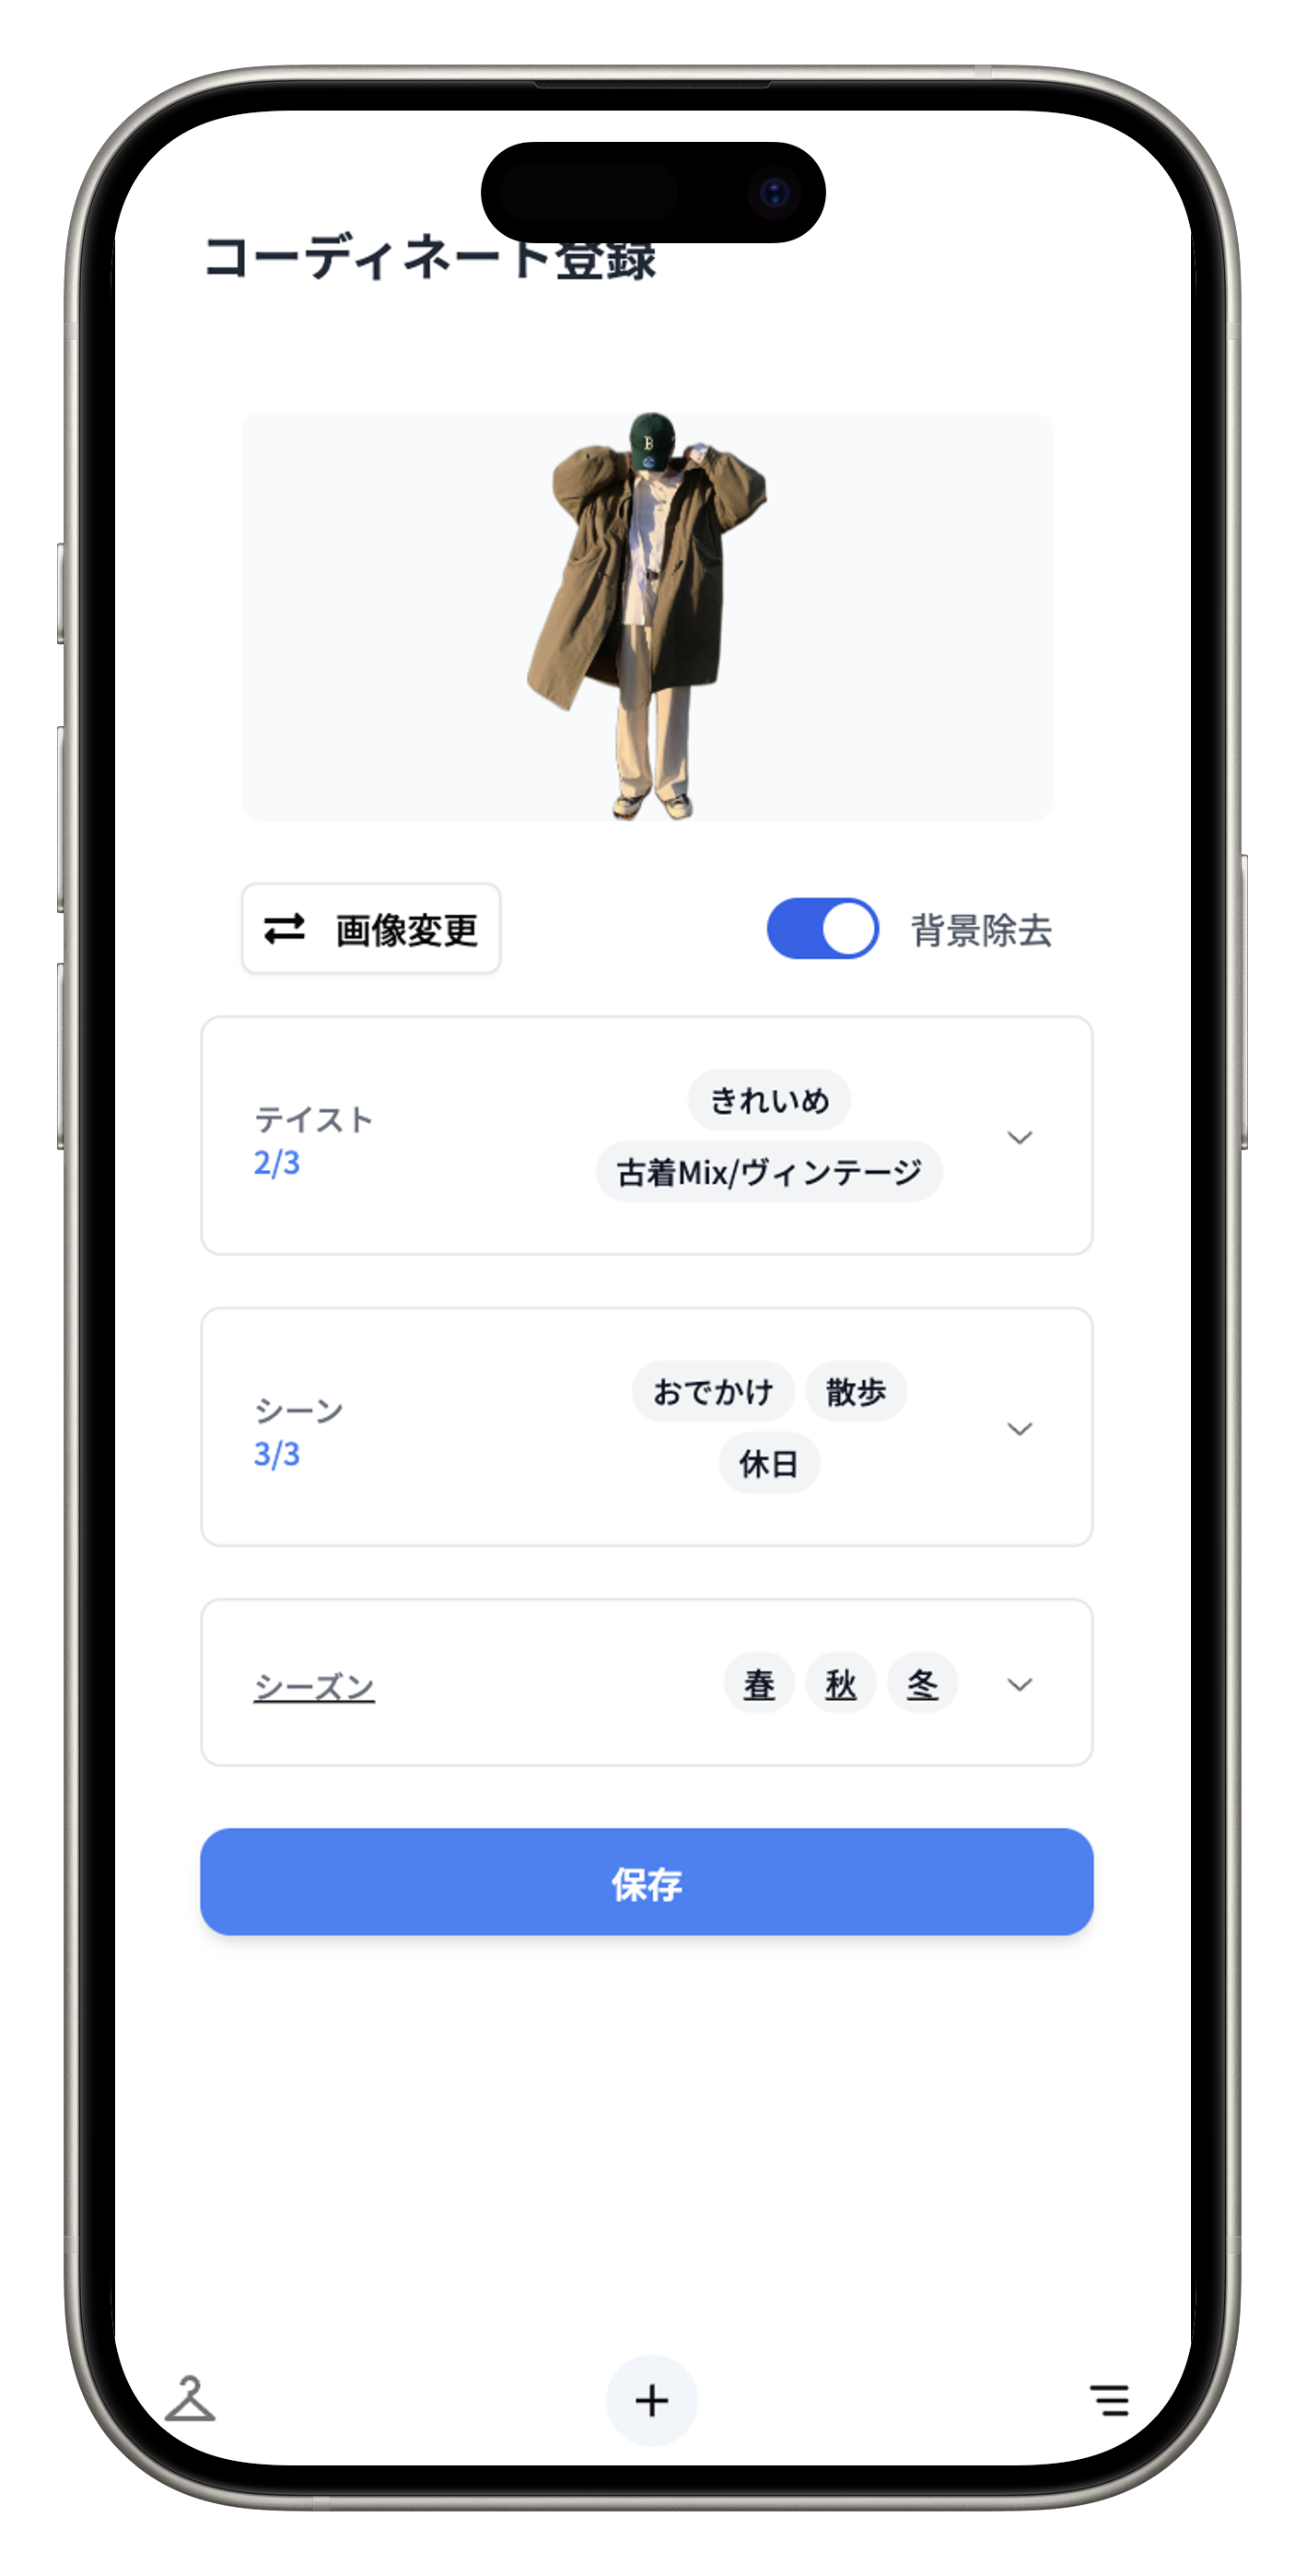 コーディネート登録
B
画像変更
背景除去
テイスト
2/3
きれいめ
古着Mix/ヴィンテージ
シーン
3/3
おでかけ 散歩
休日
シーズン
春 秋 冬
保存